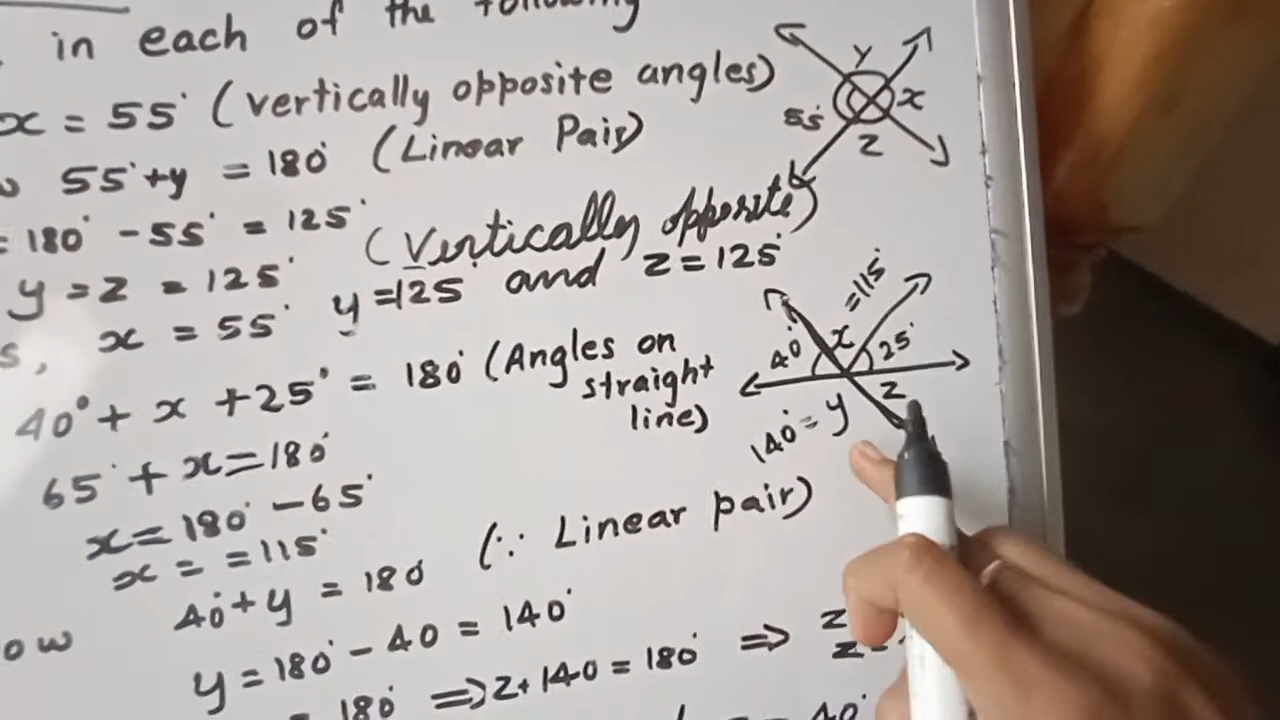 in each of the following
x = 55° (vertically opposite angles)
55° + y = 180° (Linear Pair)
= 180° - 55° = 125°
y = z = 125° (Vertically opposite)
x = 55° y = 125 and z = 125°
40° + x + 25° = 180° (Angles on
straight
line)
65° + x = 180°
x = 180° - 65°
x = = 115°
40° + y = 180 (∵ Linear pair)
y = 180° - 40 = 140°
= 180° ⇒ z + 140 = 180° ⇒ z
z =
40°
y
55°
x
z
= 115°
40°
x
25°
z
140° = y